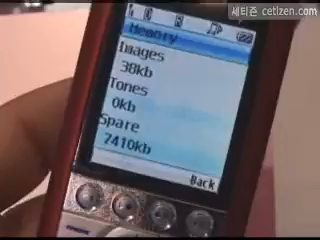 세티즌 cetizen.com
Memory
Images
38kb
Tones
0kb
Spare
7410kb
Back